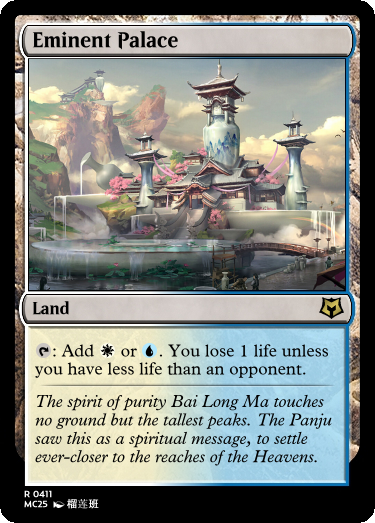 Eminent Palace
Land
: Add or . You lose 1 life unless
you have less life than an opponent.
The spirit of purity Bai Long Ma touches
no ground but the tallest peaks. The Panju
saw this as a spiritual message, to settle
ever-closer to the reaches of the Heavens.
R 0411
MC25 榴莲班